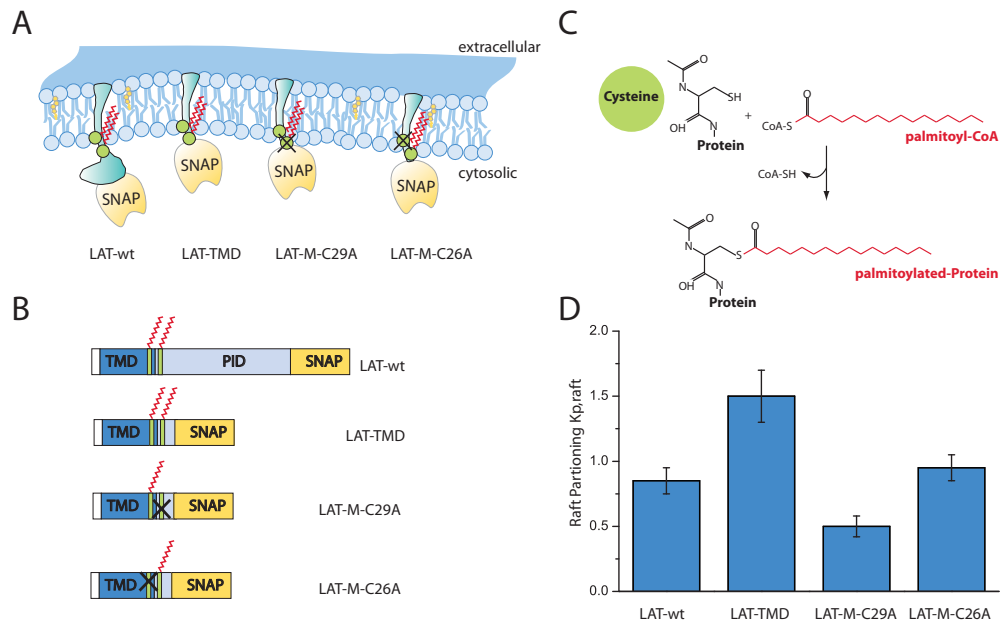 A
extracellular
SNAP
SNAP
SNAP
SNAP
cytosolic
LAT-wt
LAT-TMD
LAT-M-C29A
LAT-M-C26A
B
TMD
PID
SNAP
LAT-wt
TMD
SNAP
LAT-TMD
TMD
SNAP
LAT-M-C29A
TMD
SNAP
LAT-M-C26A
C
Cysteine
O
N
SH
OH
N
Protein
+
CoA-S
O
palmitoyl-CoA
CoA-SH
O
N
S
O
OH
N
Protein
palmitoylated-Protein
D
Raft Partioning Kp,raft
2.0
1.5
1.0
0.5
0.0
LAT-wt
LAT-TMD
LAT-M-C29A
LAT-M-C26A